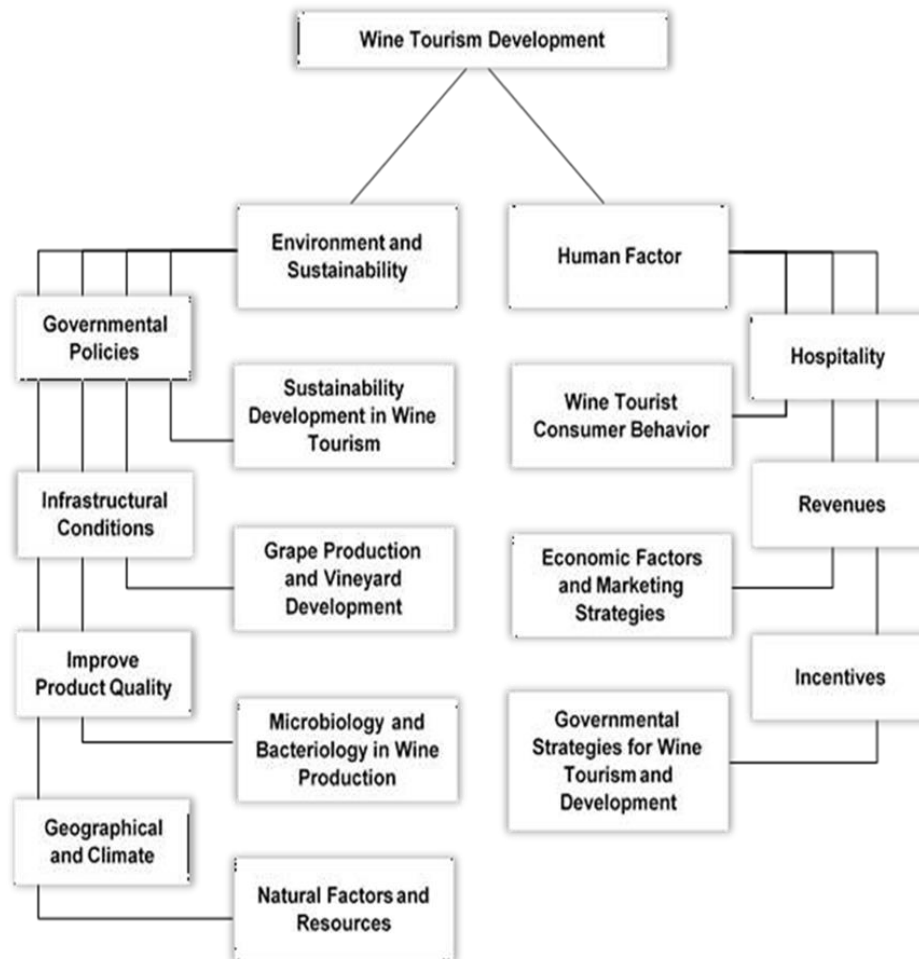 Wine Tourism Development
Environment and
Sustainability
Human Factor
Governmental
Policies
Hospitality
Sustainability
Development in Wine
Tourism
Wine Tourist
Consumer Behavior
Infrastructural
Conditions
Revenues
Grape Production
and Vineyard
Development
Economic Factors
and Marketing
Strategies
Improve
Product Quality
Incentives
Microbiology and
Bacteriology in Wine
Production
Governmental
Strategies for Wine
Tourism and
Development
Geographical
and Climate
Natural Factors and
Resources